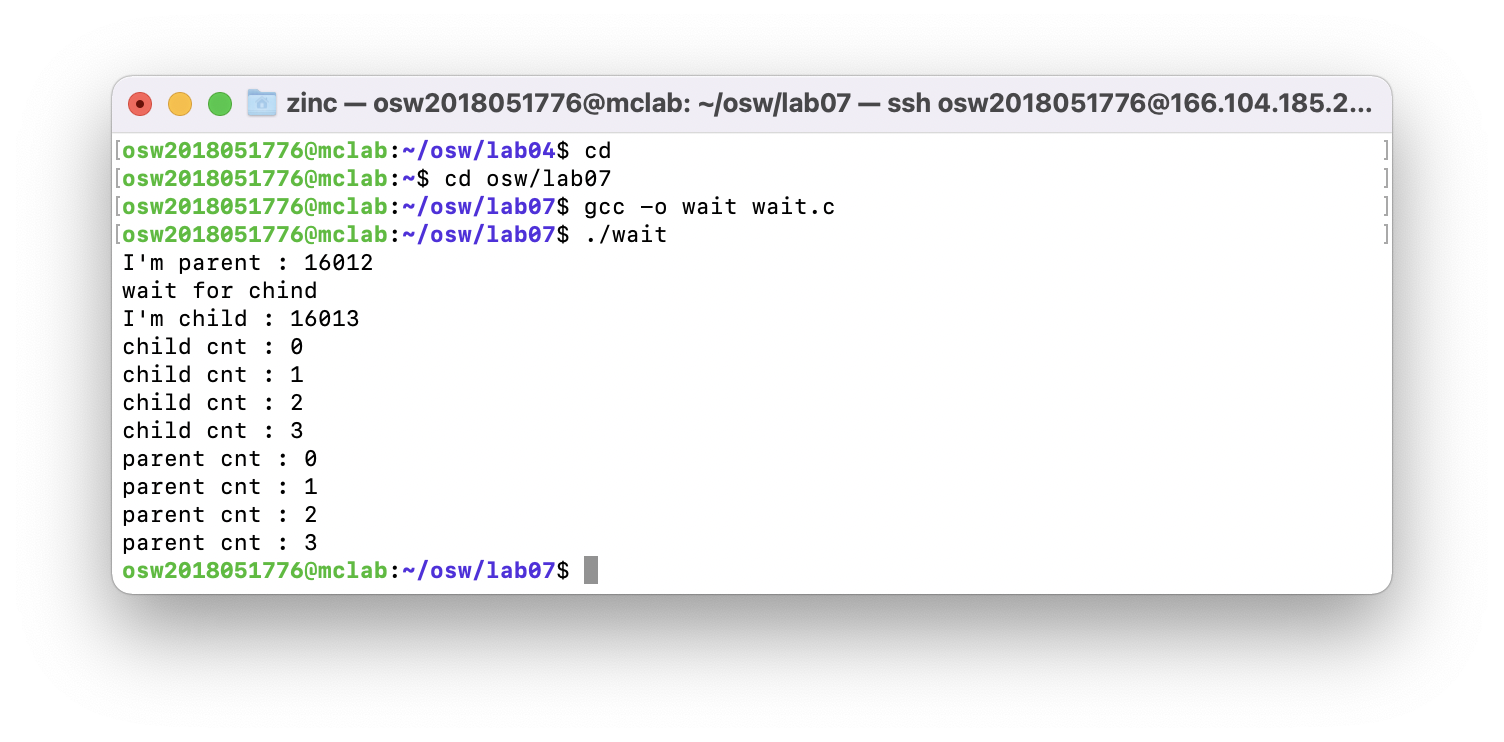 zinc — osw2018051776@mclab: ~/osw/lab07 — ssh osw2018051776@166.104.185.2...
[osw2018051776@mclab:~/osw/lab04$ cd ]
[osw2018051776@mclab:~$ cd osw/lab07 ]
[osw2018051776@mclab:~/osw/lab07$ gcc -o wait wait.c ]
[osw2018051776@mclab:~/osw/lab07$ ./wait ]
I'm parent : 16012
wait for chind
I'm child : 16013
child cnt : 0
child cnt : 1
child cnt : 2
child cnt : 3
parent cnt : 0
parent cnt : 1
parent cnt : 2
parent cnt : 3
osw2018051776@mclab:~/osw/lab07$